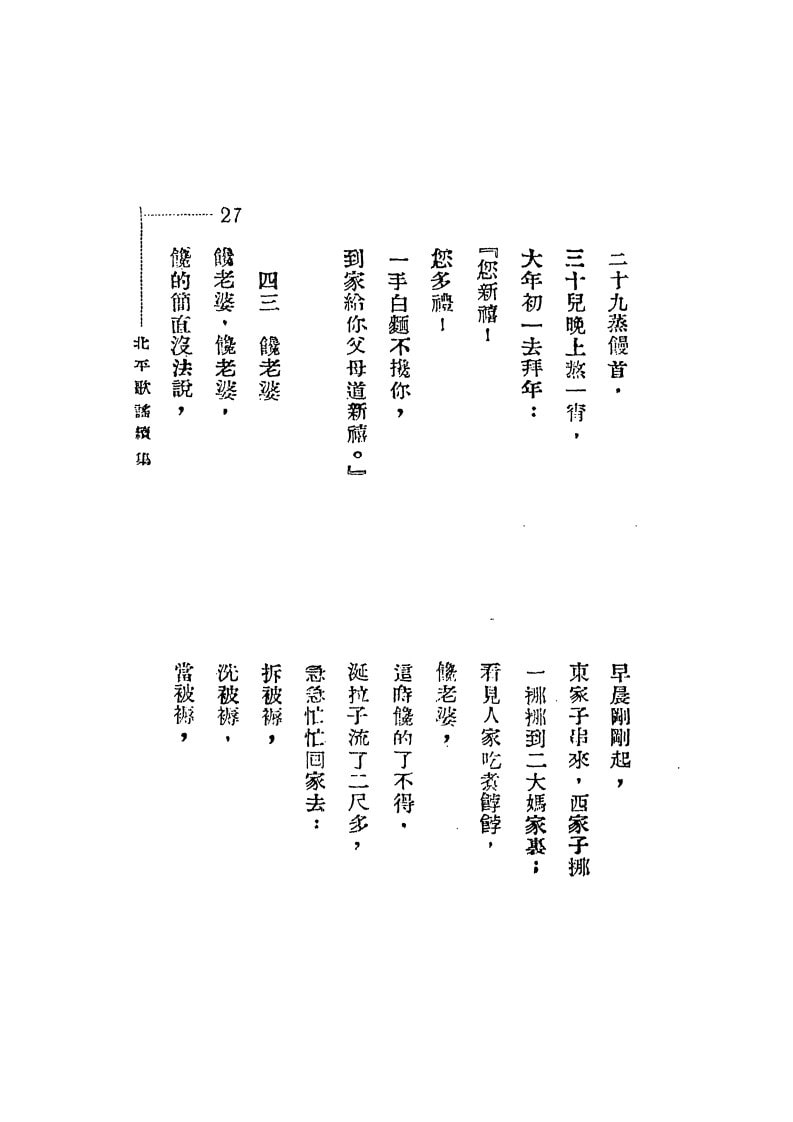 二十九蒸饅首．
三十兒晚上熬一宵，
大年初一去拜年：
『您新禧！
您多禮！
一手白麵不攙你，
到家給你父母道新禧。』
四三　饞老婆
饞老婆，饞老婆，
饞的簡直沒法說，
早晨剛剛起，
東家子串來，西家子挪
一挪挪到二大媽家裏；
看見人家吃煮餑餑，
饞老婆，
這時饞的了不得，
涎拉子流了二尺多，
急急忙忙回家去：
拆被褥，
洗被褥，
當被褥，
27
北平歌謠續集